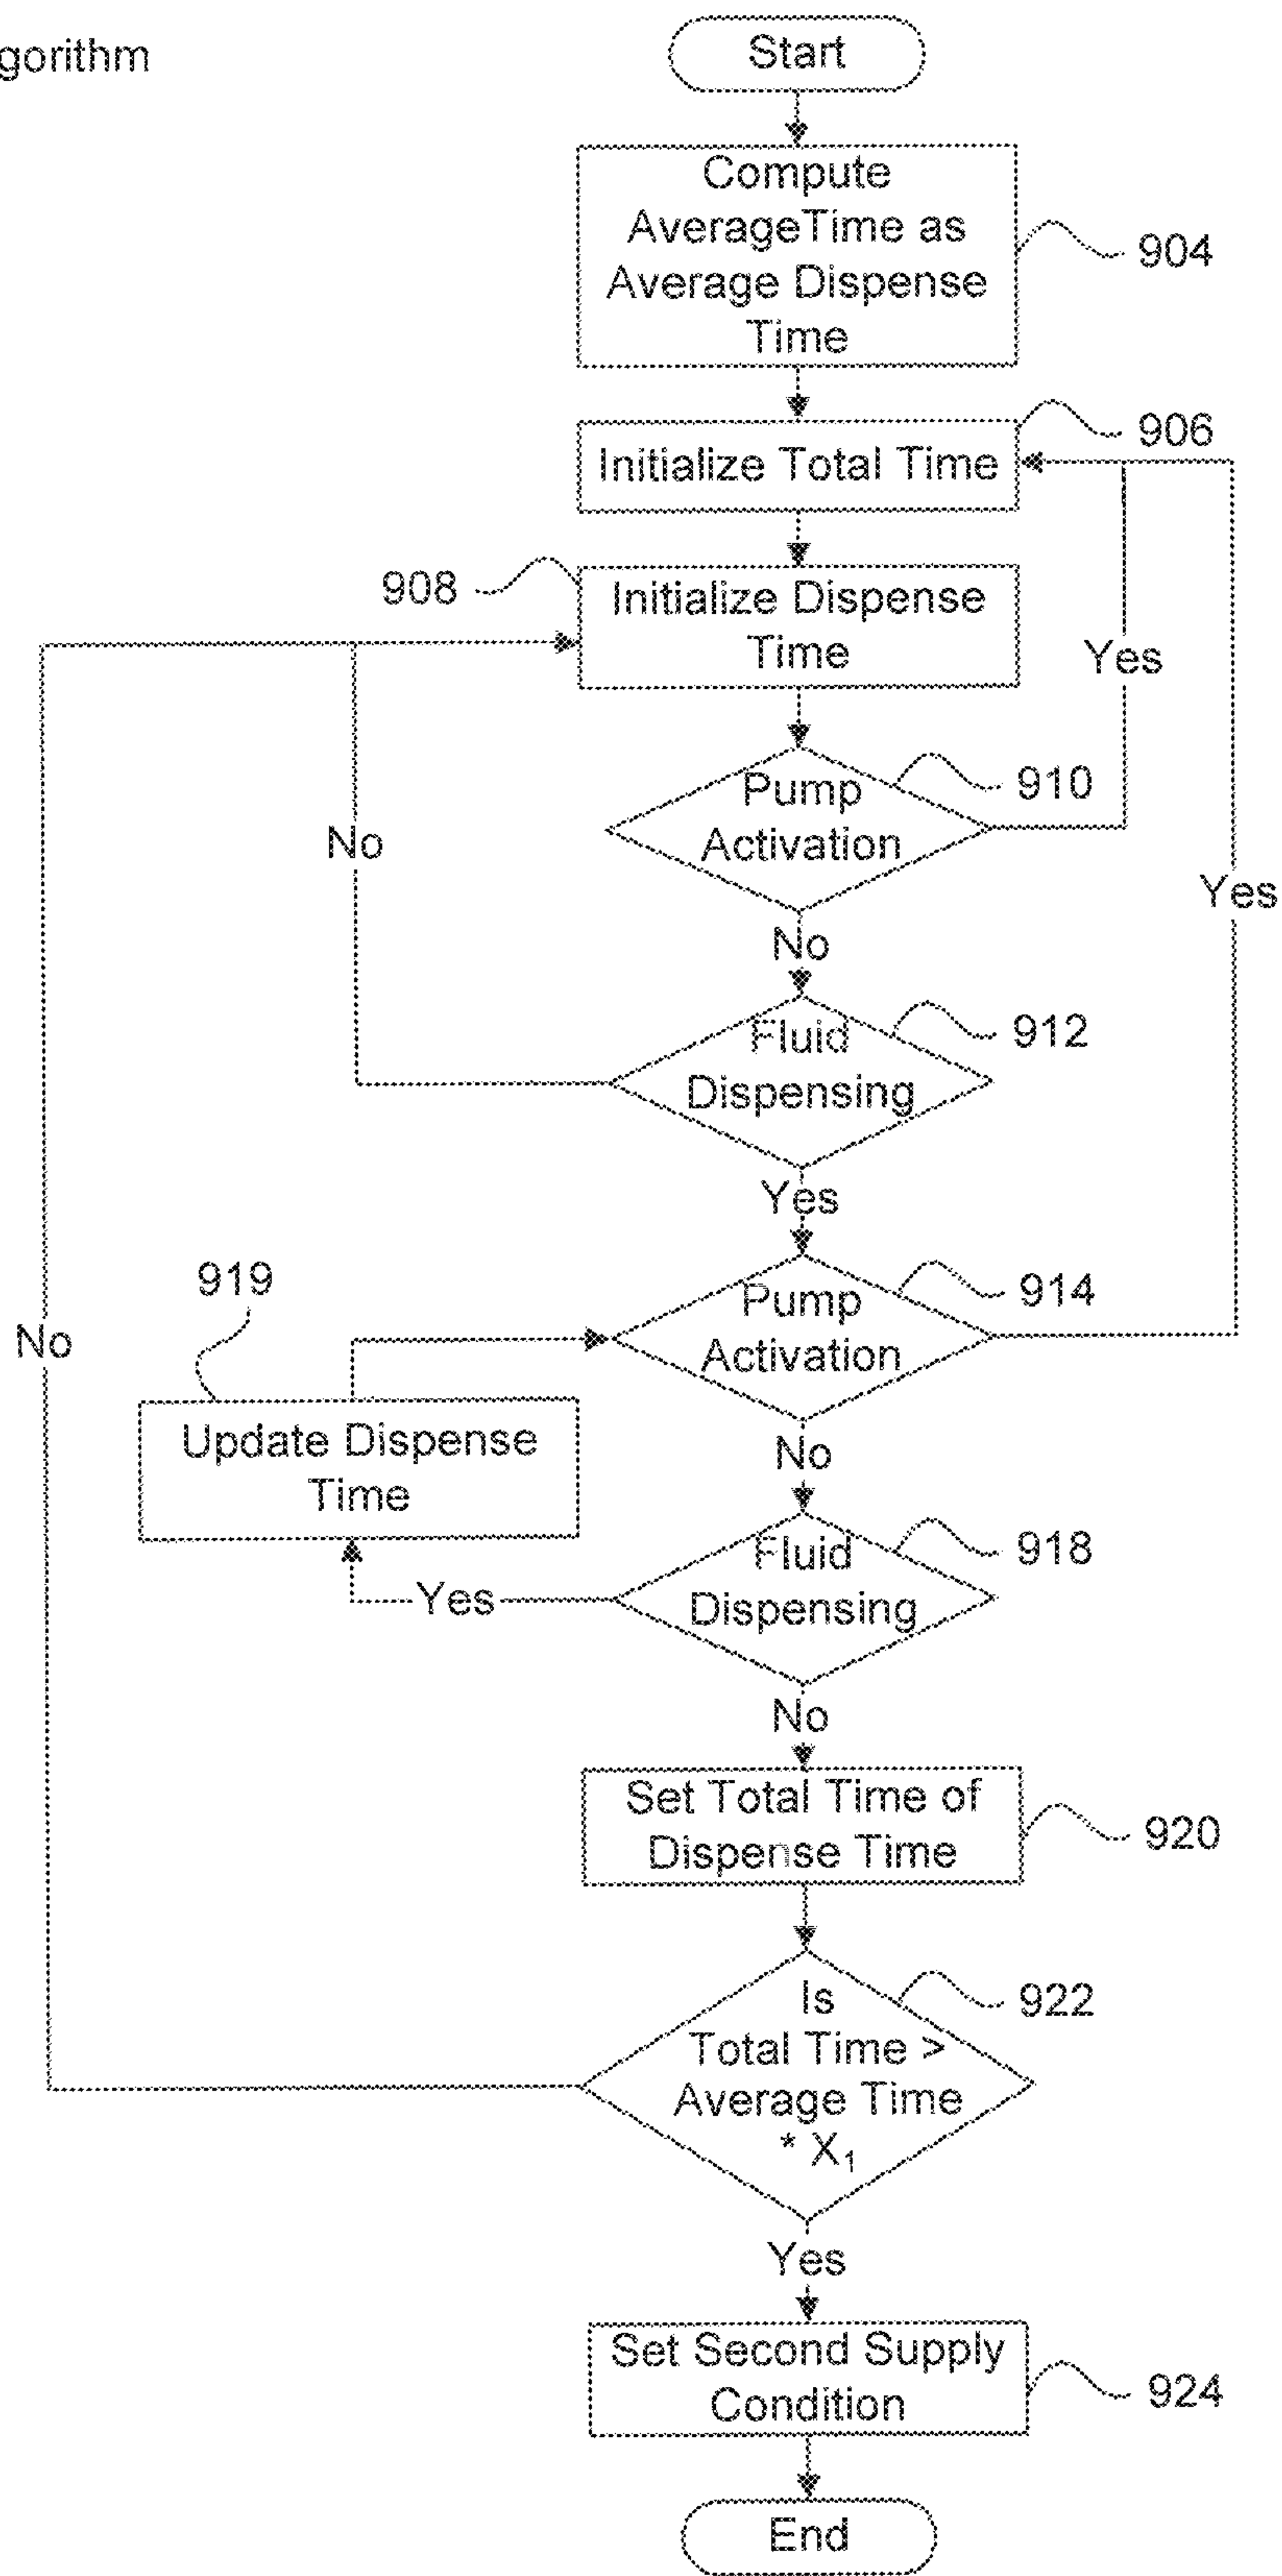 gorithm
Start
Compute
AverageTime as
Average Dispense
Time
904
906
Initialize Total Time
908
Initialize Dispense
Time
Yes
910
Pump
Activation
No
Yes
No
912
Fluid
Dispensing
Yes
919
914
Pump
Activation
No
Update Dispense
Time
No
918
Fluid
Dispensing
Yes
No
Set Total Time of
Dispense Time
920
922
Is
Total Time >
Average Time
* X₁
Yes
Set Second Supply
Condition
924
End